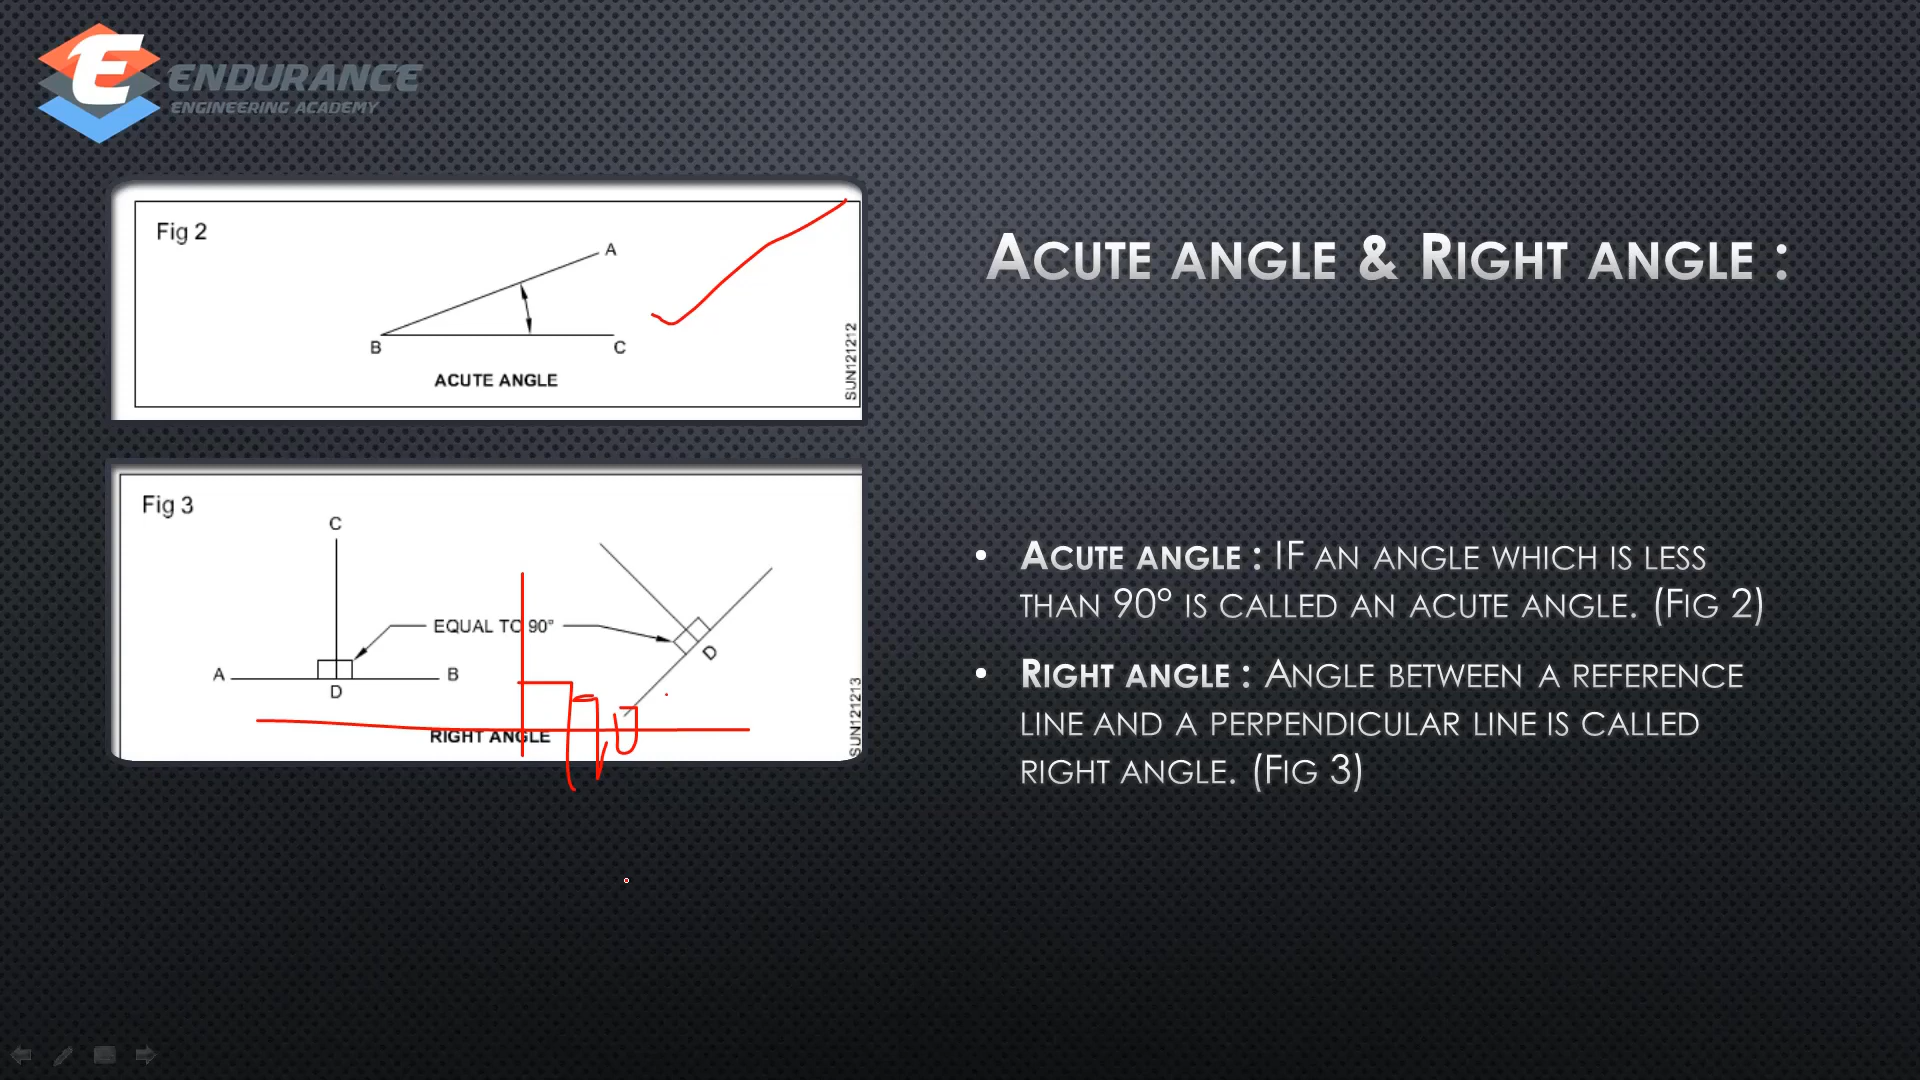 E
ENDURANCE
ENGINEERING ACADEMY
Fig 2
A
B
C
ACUTE ANGLE
SUN121212
Fig 3
C
EQUAL TO 90°
A
B
D
D
RIGHT ANGLE
SUN121213
ACUTE ANGLE & RIGHT ANGLE :
• ACUTE ANGLE : IF AN ANGLE WHICH IS LESS
THAN 90° IS CALLED AN ACUTE ANGLE. (FIG 2)
• RIGHT ANGLE : ANGLE BETWEEN A REFERENCE
LINE AND A PERPENDICULAR LINE IS CALLED
RIGHT ANGLE. (FIG 3)